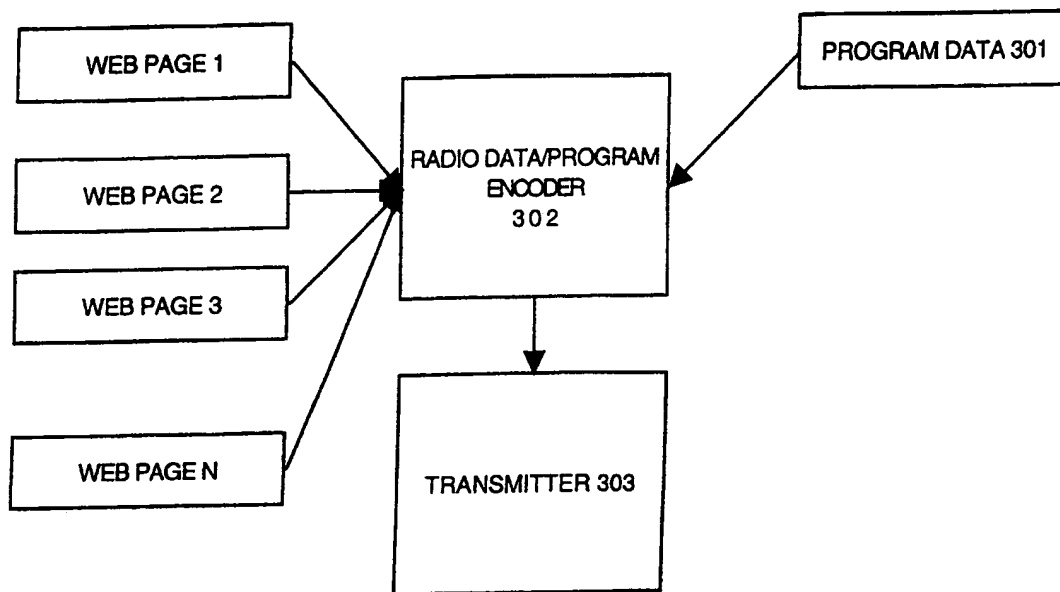 WEB PAGE 1
PROGRAM DATA 301
RADIO DATA/PROGRAM
ENCODER
302
WEB PAGE 2
WEB PAGE 3
WEB PAGE N
TRANSMITTER 303